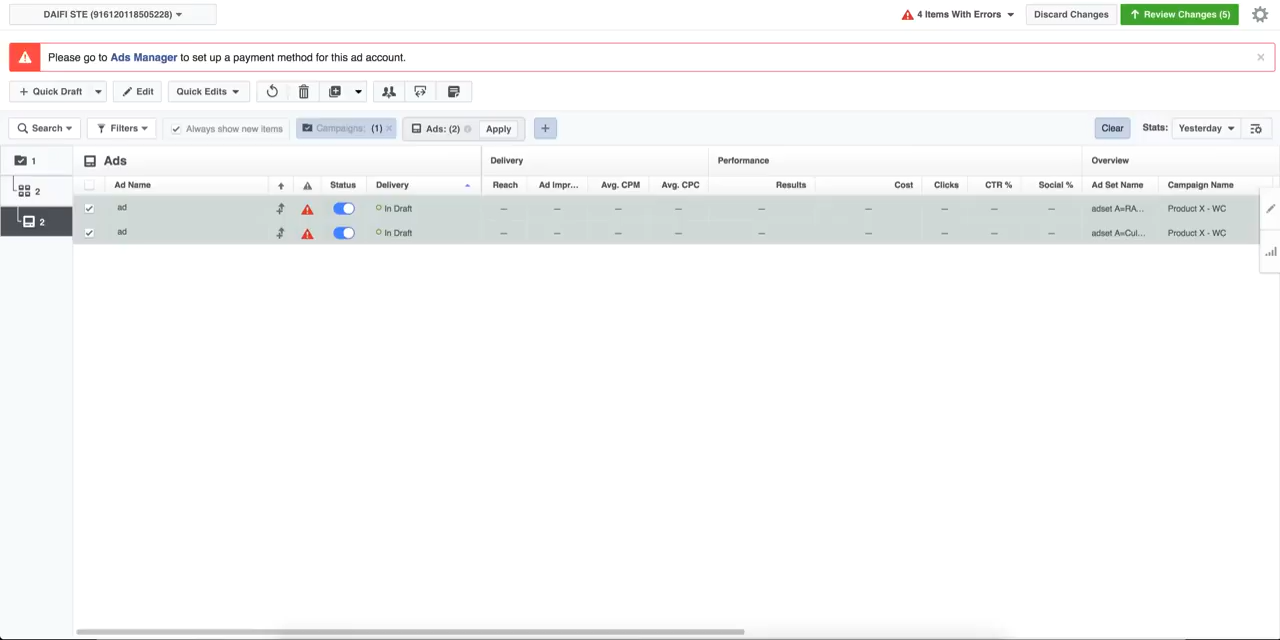 DAIFI STE (916120118505228)
4 Items With Errors
Discard Changes
Review Changes (5)
Please go to Ads Manager to set up a payment method for this ad account.
+ Quick Draft
Edit
Quick Edits
Search
Filters
Always show new items
Campaigns: (1) ×
Ads: (2)
Apply
+
Clear
Stats:
Yesterday
1
Ads
Delivery
Performance
Overview
2
Ad Name
Status
Delivery
Reach
Ad Impr...
Avg. CPM
Avg. CPC
Results
Cost
Clicks
CTR %
Social %
Ad Set Name
Campaign Name
2
ad
In Draft
— — — — — — — — —
adset A=RA...
Product X - WC
ad
In Draft
— — — — — — — — —
adset A=Cul...
Product X - WC